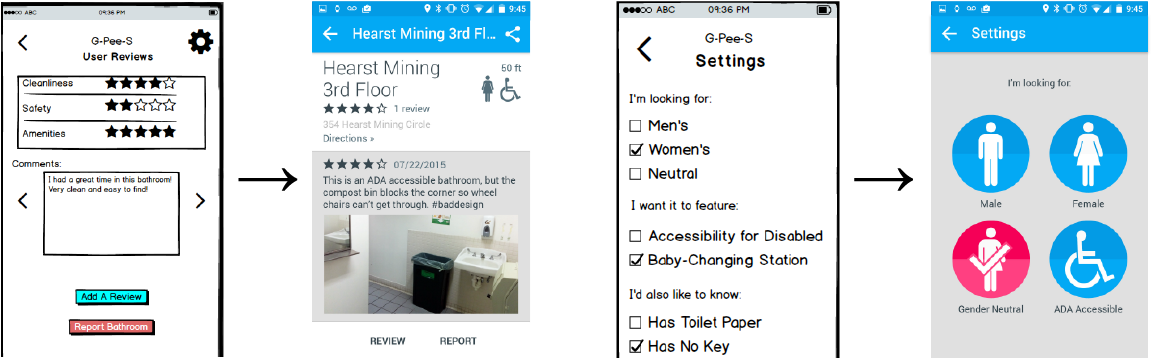 ABC 09:36 PM
G-Pee-S
User Reviews
Cleanliness
Safety
Amenities
Comments:
I had a great time in this bathroom!
Very clean and easy to find!
Add A Review
Report Bathroom
9:45
Hearst Mining 3rd Fl...
Hearst Mining
3rd Floor
50 ft
1 review
354 Hearst Mining Circle
Directions »
07/22/2015
This is an ADA accessible bathroom, but the
compost bin blocks the corner so wheel
chairs can't get through. #baddesign
REVIEW REPORT
ABC 09:36 PM
G-Pee-S
Settings
I'm looking for:
Men's
Women's
Neutral
I want it to feature:
Accessibility for Disabled
Baby-Changing Station
I'd also like to know:
Has Toilet Paper
Has No Key
9:45
Settings
I'm looking for:
Male Female
Gender Neutral ADA Accessible